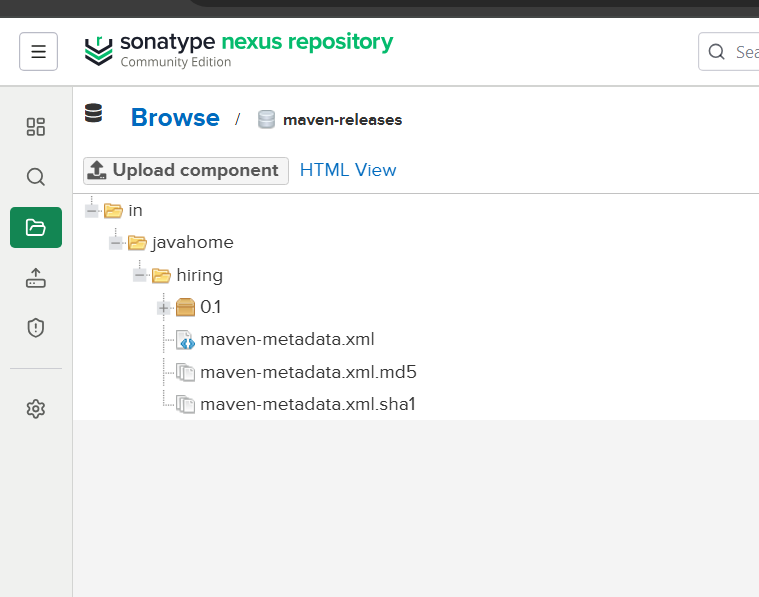 sonatype nexus repository
Community Edition
Browse / maven-releases
Upload component HTML View
in
javahome
hiring
0.1
maven-metadata.xml
maven-metadata.xml.md5
maven-metadata.xml.sha1